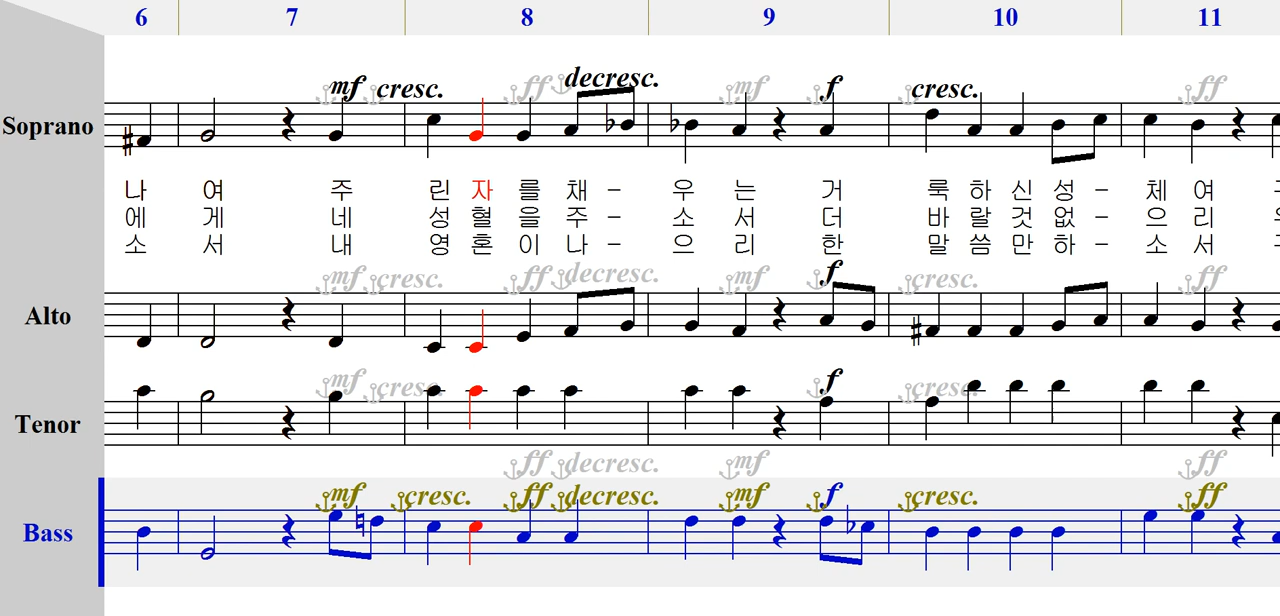 6 7 8 9 10 11
mf cresc. ff decresc. mf f cresc. ff
Soprano
나 여 주 린 자 를 채 – 우 는 거 룩 하 신 성 – 체 여
에 게 네 성 혈 을 주 – 소 서 더 바 랄 것 없 – 으 리
소 서 내 영 혼 이 나 – 으 리 한 말 씀 만 하 – 소 서
mf cresc. ff decresc. mf f cresc. ff
Alto
mf cresc. f cresc.
Tenor
ff decresc. mf ff
mf cresc. ff decresc. mf f cresc. ff
Bass